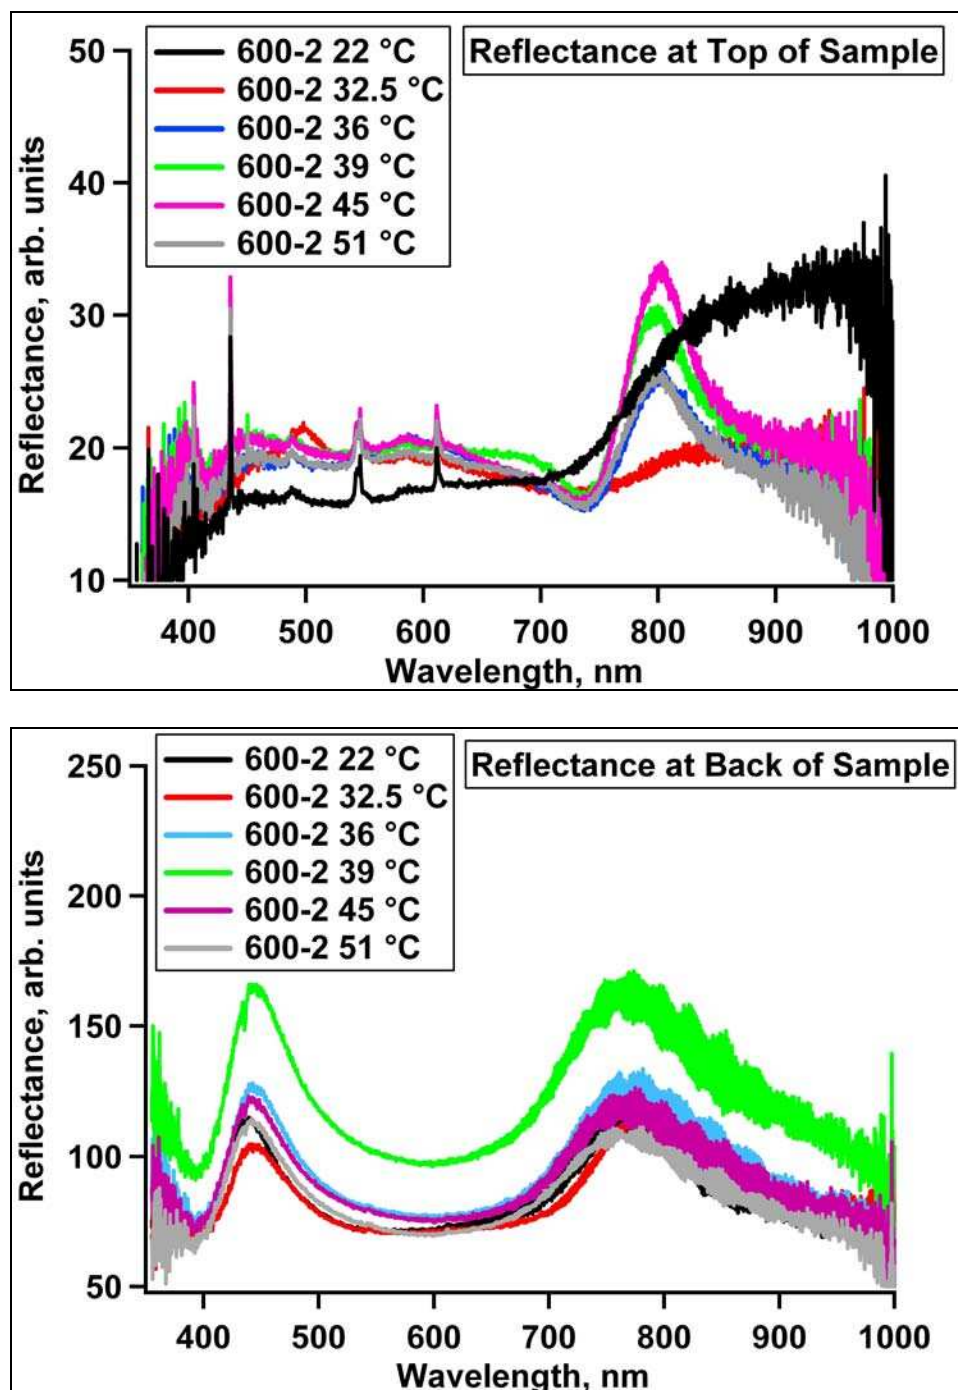 Reflectance at Top of Sample
600-2 22 °C
600-2 32.5 °C
600-2 36 °C
600-2 39 °C
600-2 45 °C
600-2 51 °C
Reflectance, arb. units
50
40
30
20
10
400 500 600 700 800 900 1000
Wavelength, nm
Reflectance at Back of Sample
600-2 22 °C
600-2 32.5 °C
600-2 36 °C
600-2 39 °C
600-2 45 °C
600-2 51 °C
Reflectance, arb. units
250
200
150
100
50
400 500 600 700 800 900 1000
Wavelength, nm